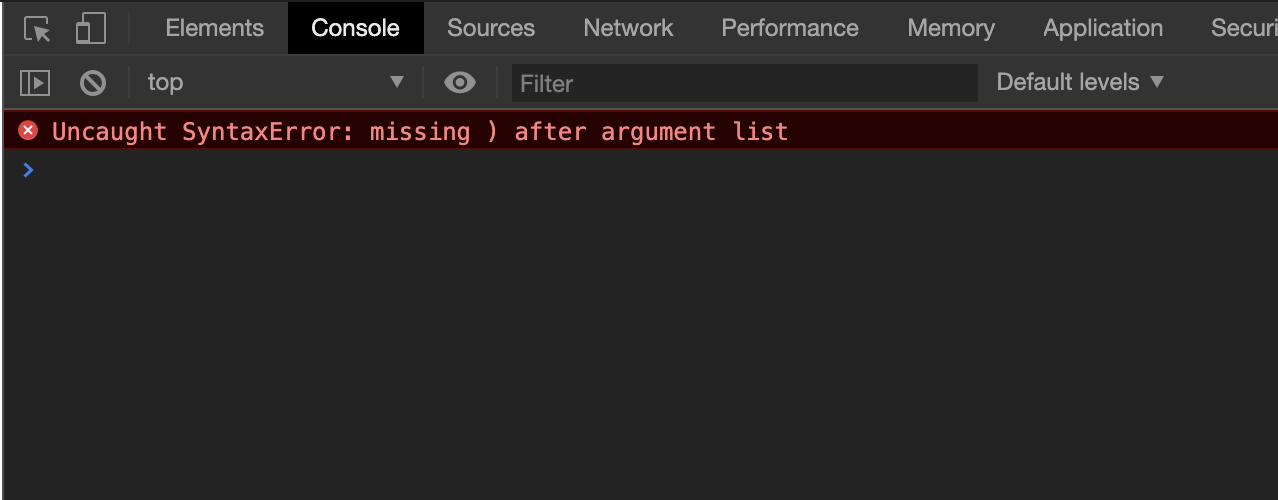 Elements Console Sources Network Performance Memory Application Securi
top Filter Default levels
Uncaught SyntaxError: missing ) after argument list